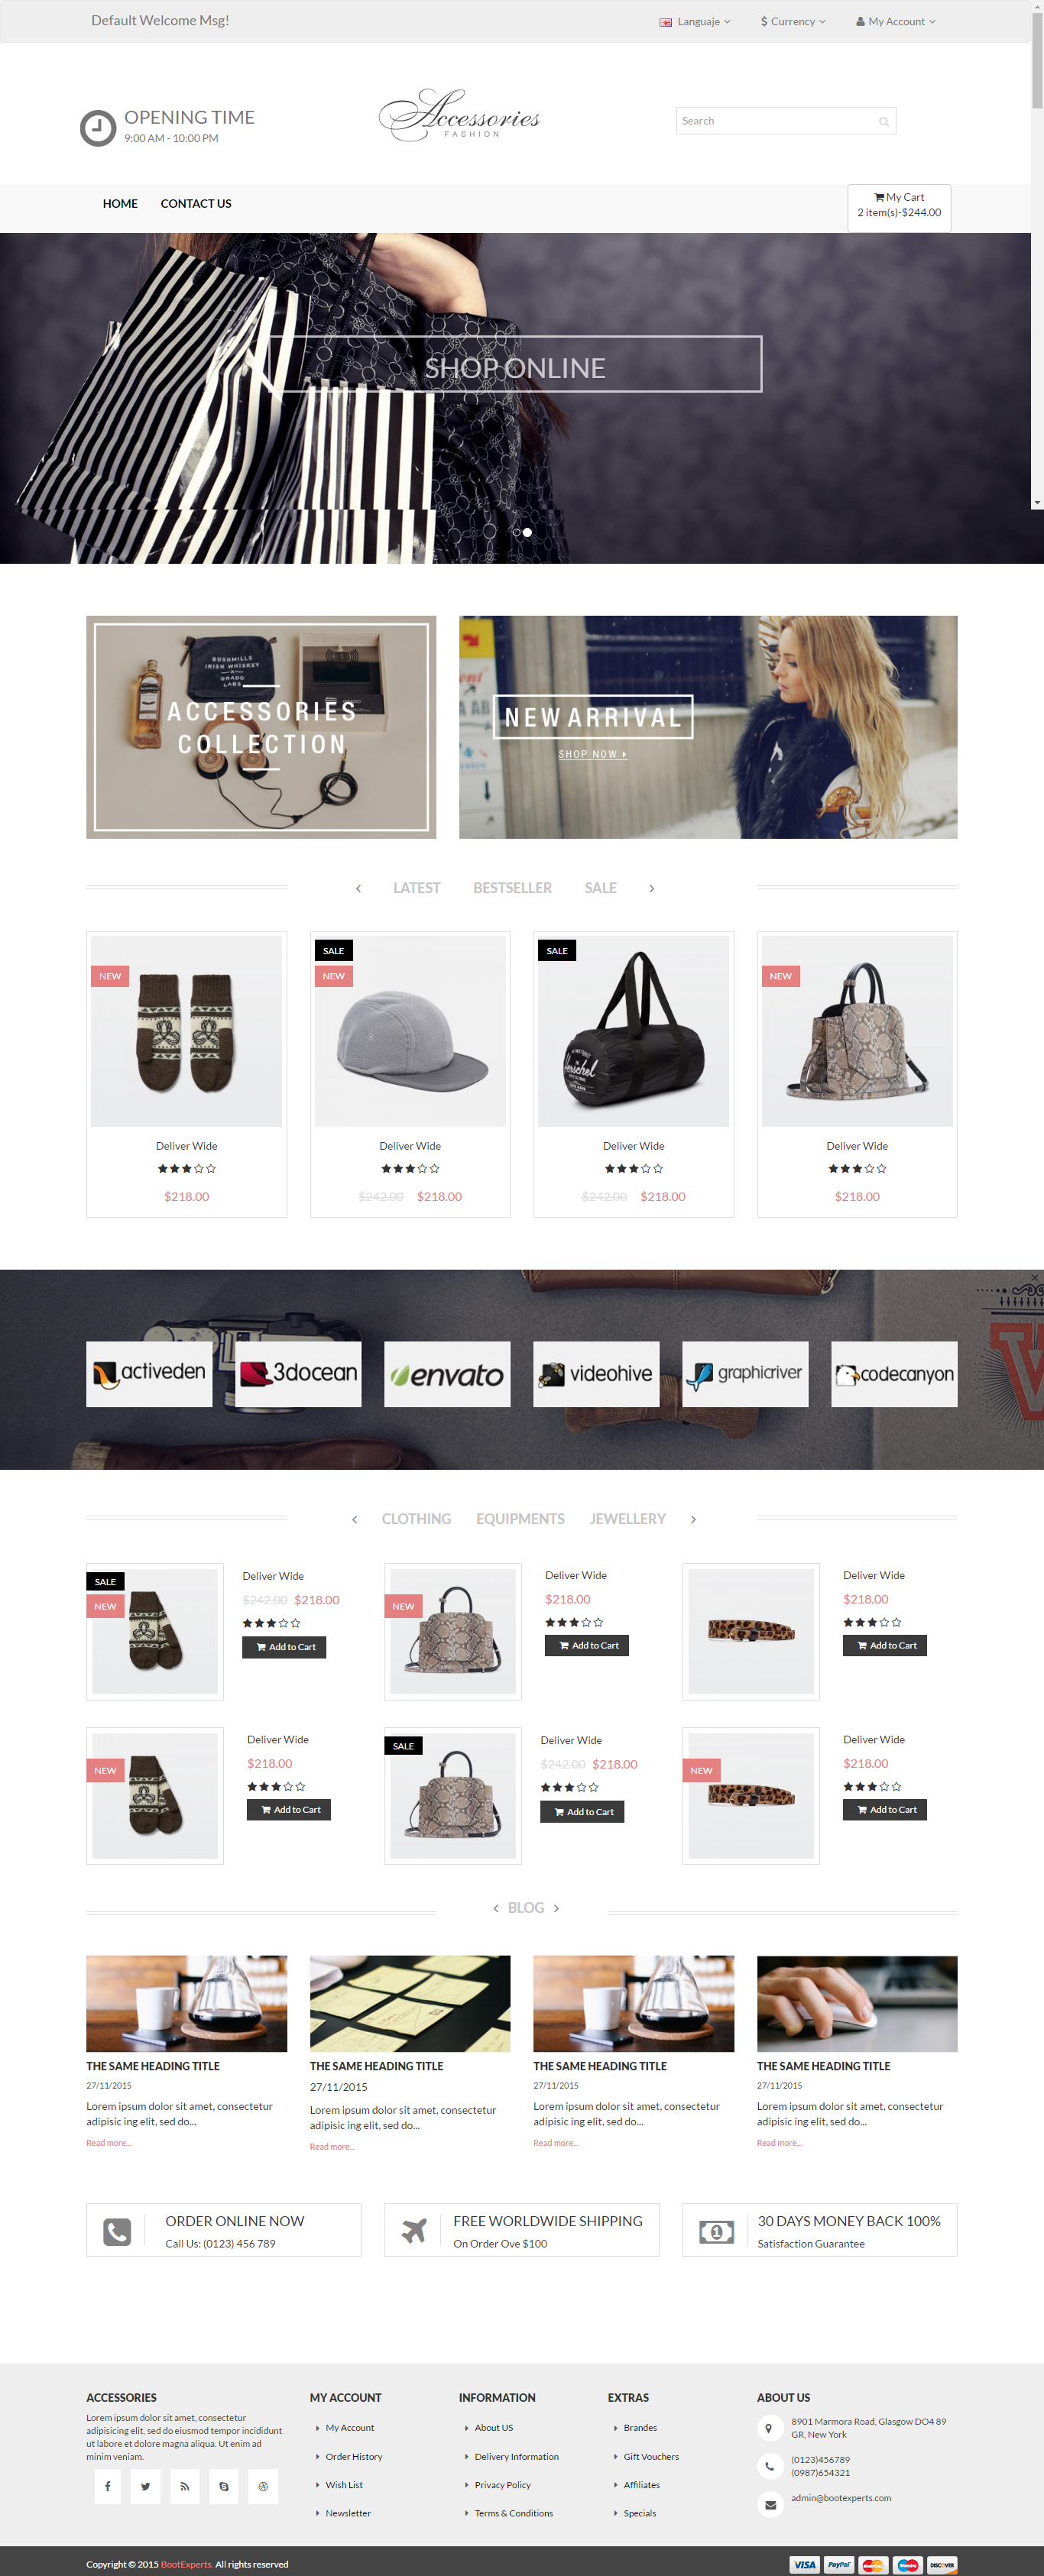 Default Welcome Msg!
Languaje
$ Currency
My Account
OPENING TIME
9:00 AM - 10:00 PM
Accessories
FASHION
Search
HOME
CONTACT US
My Cart
2 item(s)-$244.00
SHOP ONLINE
BUSHMILLS
IRISH WHISKEY
X
GRADO
LABS
ACCESSORIES
COLLECTION
NEW ARRIVAL
SHOP NOW
LATEST
BESTSELLER
SALE
NEW
SALE
NEW
SALE
Herschel
NEW
Deliver Wide
Deliver Wide
Deliver Wide
Deliver Wide
$218.00
$242.00 $218.00
$242.00 $218.00
$218.00
activeden
3docean
envato
videohive
graphicriver
codecanyon
CLOTHING
EQUIPMENTS
JEWELLERY
SALE
NEW
Deliver Wide
$242.00 $218.00
Add to Cart
NEW
Deliver Wide
$218.00
Add to Cart
Deliver Wide
$218.00
Add to Cart
NEW
Deliver Wide
$218.00
Add to Cart
SALE
Deliver Wide
$242.00 $218.00
Add to Cart
NEW
Deliver Wide
$218.00
Add to Cart
BLOG
THE SAME HEADING TITLE
27/11/2015
Lorem ipsum dolor sit amet, consectetur
adipisic ing elit, sed do...
Read more...
THE SAME HEADING TITLE
27/11/2015
Lorem ipsum dolor sit amet, consectetur
adipisic ing elit, sed do...
Read more...
THE SAME HEADING TITLE
27/11/2015
Lorem ipsum dolor sit amet, consectetur
adipisic ing elit, sed do...
Read more...
THE SAME HEADING TITLE
27/11/2015
Lorem ipsum dolor sit amet, consectetur
adipisic ing elit, sed do...
Read more...
ORDER ONLINE NOW
Call Us: (0123) 456 789
FREE WORLDWIDE SHIPPING
On Order Ove $100
30 DAYS MONEY BACK 100%
Satisfaction Guarantee
ACCESSORIES
Lorem ipsum dolor sit amet, consectetur
adipisicing elit, sed do eiusmod tempor incididunt
ut labore et dolore magna aliqua. Ut enim ad
minim veniam.
MY ACCOUNT
My Account
Order History
Wish List
Newsletter
INFORMATION
About US
Delivery Information
Privacy Policy
Terms & Conditions
EXTRAS
Brandes
Gift Vouchers
Affiliates
Specials
ABOUT US
8901 Marmora Road, Glasgow DO4 89
GR, New York
(0123)456789
(0987)654321
admin@bootexperts.com
Copyright © 2015 BootExperts. All rights reserved
VISA
PayPal
MasterCard
Maestro
DISCOVER